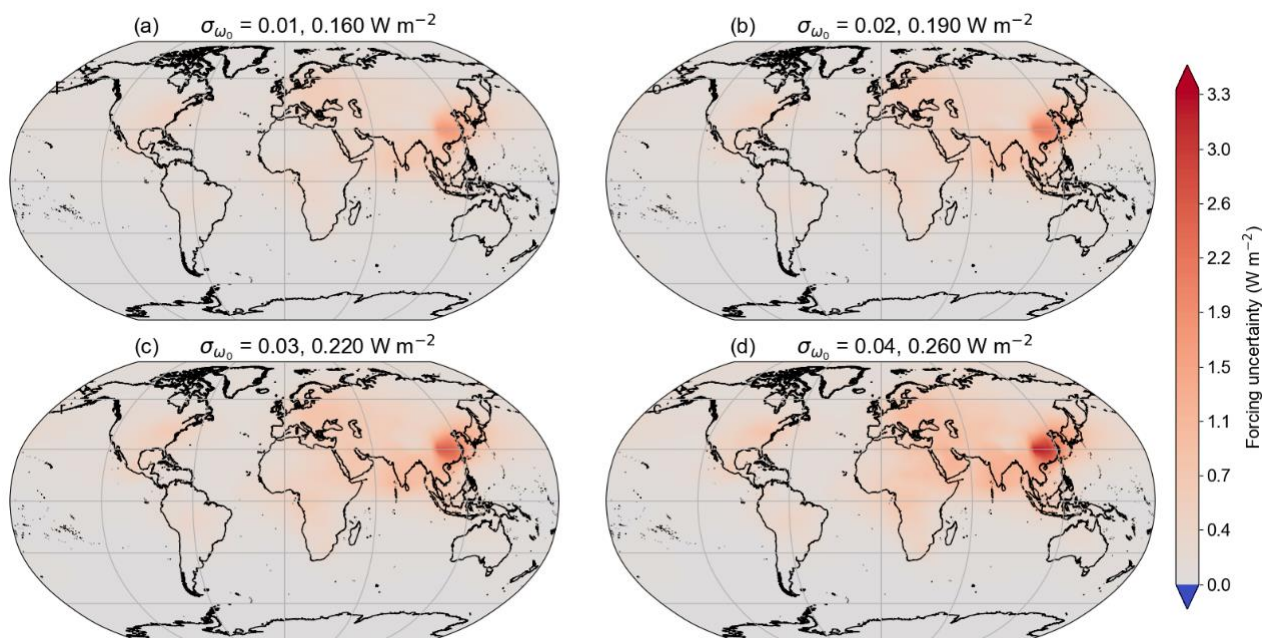 (a) σω₀ = 0.01, 0.160 W m⁻²
(b) σω₀ = 0.02, 0.190 W m⁻²
(c) σω₀ = 0.03, 0.220 W m⁻²
(d) σω₀ = 0.04, 0.260 W m⁻²
3.3
3.0
2.6
2.2
1.9
1.5
1.1
0.7
0.4
0.0
Forcing uncertainty (W m⁻²)